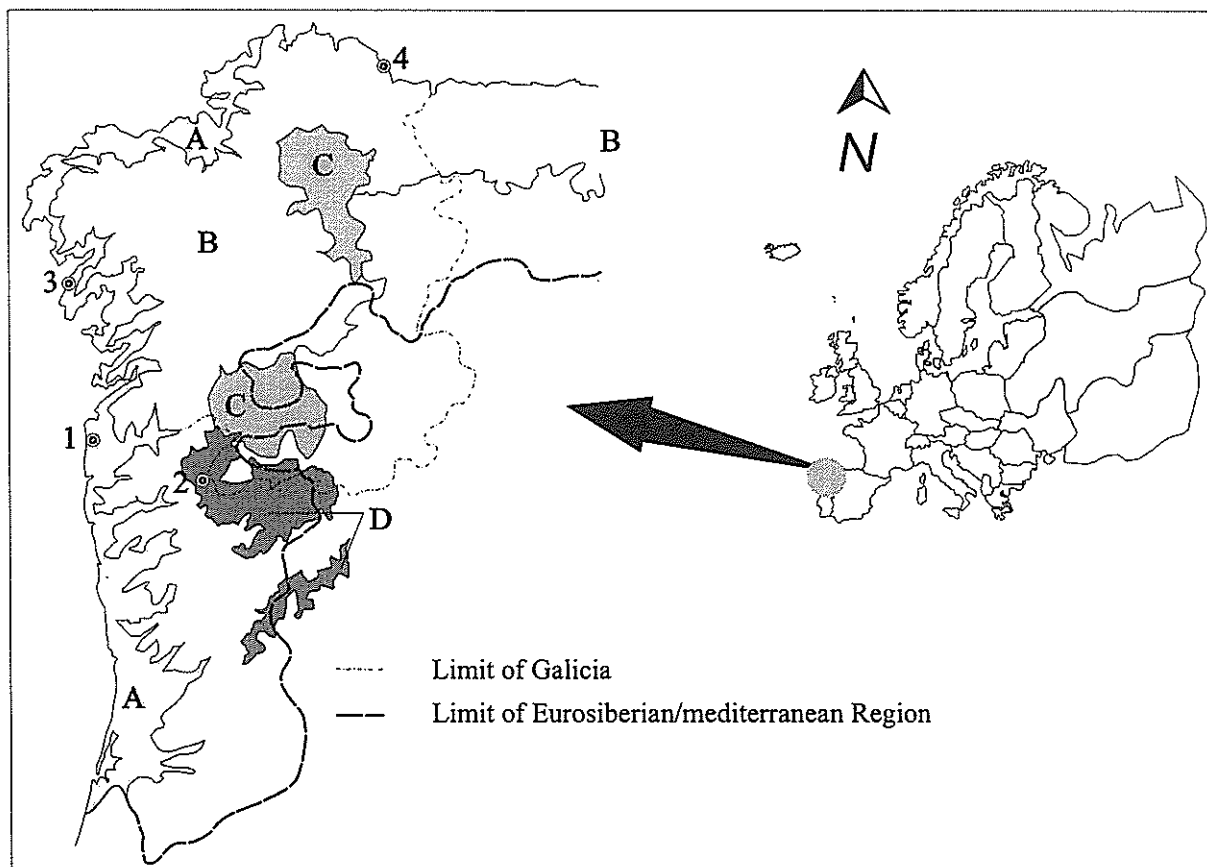 4
A
B
C
N
B
3
C
1
2
D
A
Limit of Galicia
Limit of Eurosiberian/mediterranean Region